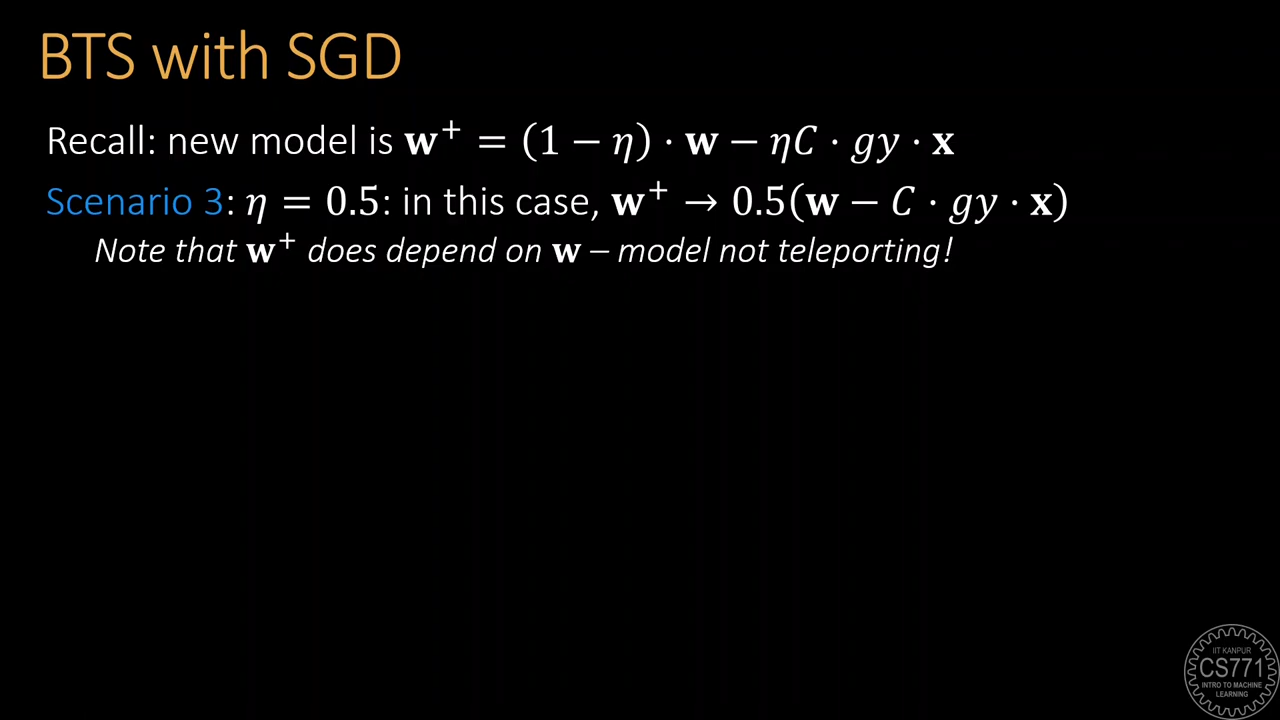 BTS with SGD
Recall: new model is 𝐰⁺ = (1 − 𝜂) ⋅ 𝐰 − 𝜂𝐶 ⋅ 𝑔𝑦 ⋅ 𝐱
Scenario 3: 𝜂 = 0.5: in this case, 𝐰⁺ → 0.5(𝐰 − 𝐶 ⋅ 𝑔𝑦 ⋅ 𝐱)
Note that 𝐰⁺ does depend on 𝐰 – model not teleporting!
IIT KANPUR
CS771
INTRO TO MACHINE
LEARNING